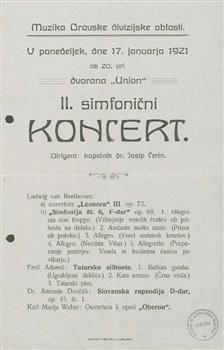 Muzika Dravske divizijske oblasti.
V ponedeljek, dne 17. januarja 1921
ob 20. uri
dvorana „Union"
II. simfonični
KONCERT.
Dirigent: kapelnik dr. Josip Čerin.
Ludwig van Beethoven:
a) ouvertura „Leonora" III. op. 72.
b) „Simfonija št. 6, F-dur" op. 68. 1. Allegro
ma non troppo. (Vzbujenje veselih čustev ob pri-
hodu na deželo.) 2. Andante molto moto. (Prizor
ob potoku.) 3. Allegro. (Vesel sestanek kmetov.)
4. Allegro. (Nevihta. Vihar.) 5. Allegretto. (Prepe-
vanje pastirjev. Vesela in hvaležna čustva po
viharju.)
Emil Adamič: Tatarske silhuete. 1. Balkan geisha.
(Ugrabljena deklica.) 2. Kara sernus. (Črna voda.)
3. Tatarski ples.
Dr. Antonin Dvořák: Slovanska rapsodija D-dur,
op. 45. št. 1.
Karl Marija Weber: Ouvertura k operi „Oberon".